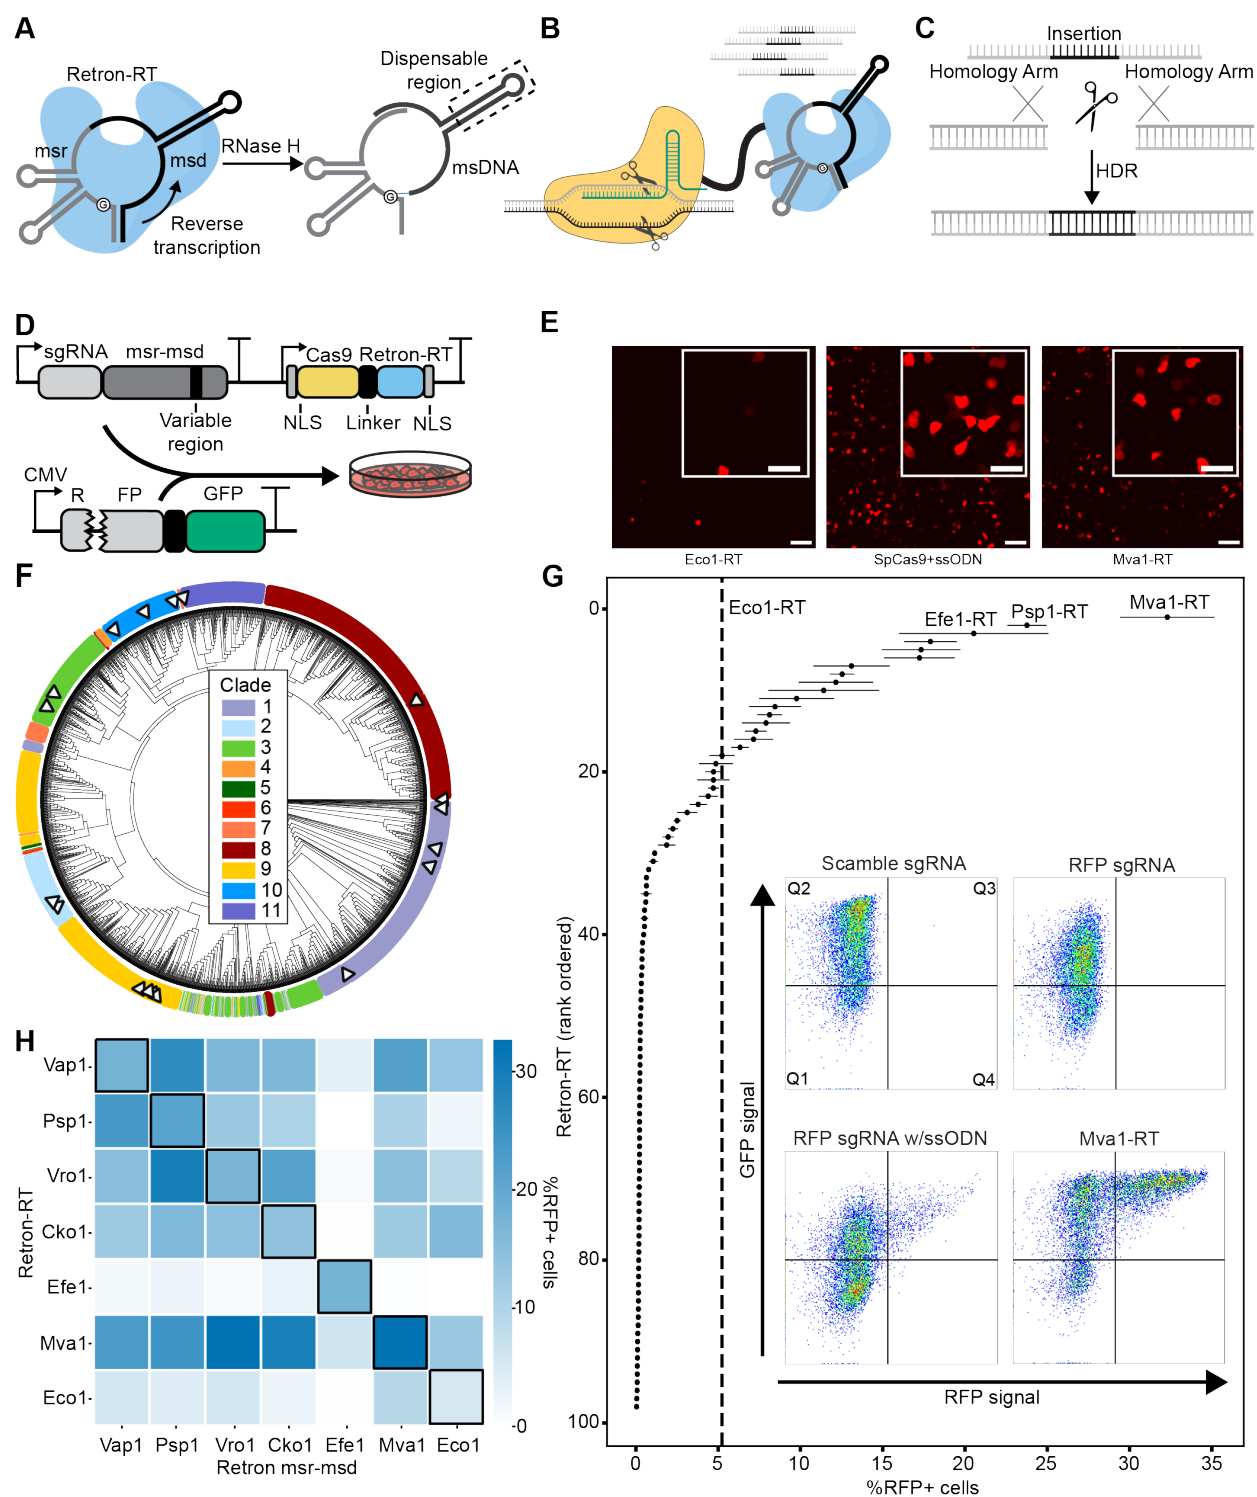 A
Retron-RT
msr
msd
G
Reverse
transcription
RNase H
Dispensable
region
msDNA
G
B
G
C
Insertion
Homology Arm
Homology Arm
HDR
D
sgRNA
msr-msd
Cas9
Retron-RT
Variable
region
NLS
Linker
NLS
CMV
R
FP
GFP
E
Eco1-RT
SpCas9+ssODN
Mva1-RT
F
Clade
1
2
3
4
5
6
7
8
9
10
11
G
Retron-RT (rank ordered)
0
20
40
60
80
100
Eco1-RT
Efe1-RT
Psp1-RT
Mva1-RT
Scamble sgRNA
RFP sgRNA
Q2
Q3
Q1
Q4
RFP sgRNA w/ssODN
Mva1-RT
GFP signal
RFP signal
0
5
10
15
20
25
30
35
%RFP+ cells
H
Retron-RT
Vap1
Psp1
Vro1
Cko1
Efe1
Mva1
Eco1
Vap1
Psp1
Vro1
Cko1
Efe1
Mva1
Eco1
Retron msr-msd
30
20
10
0
%RFP+ cells